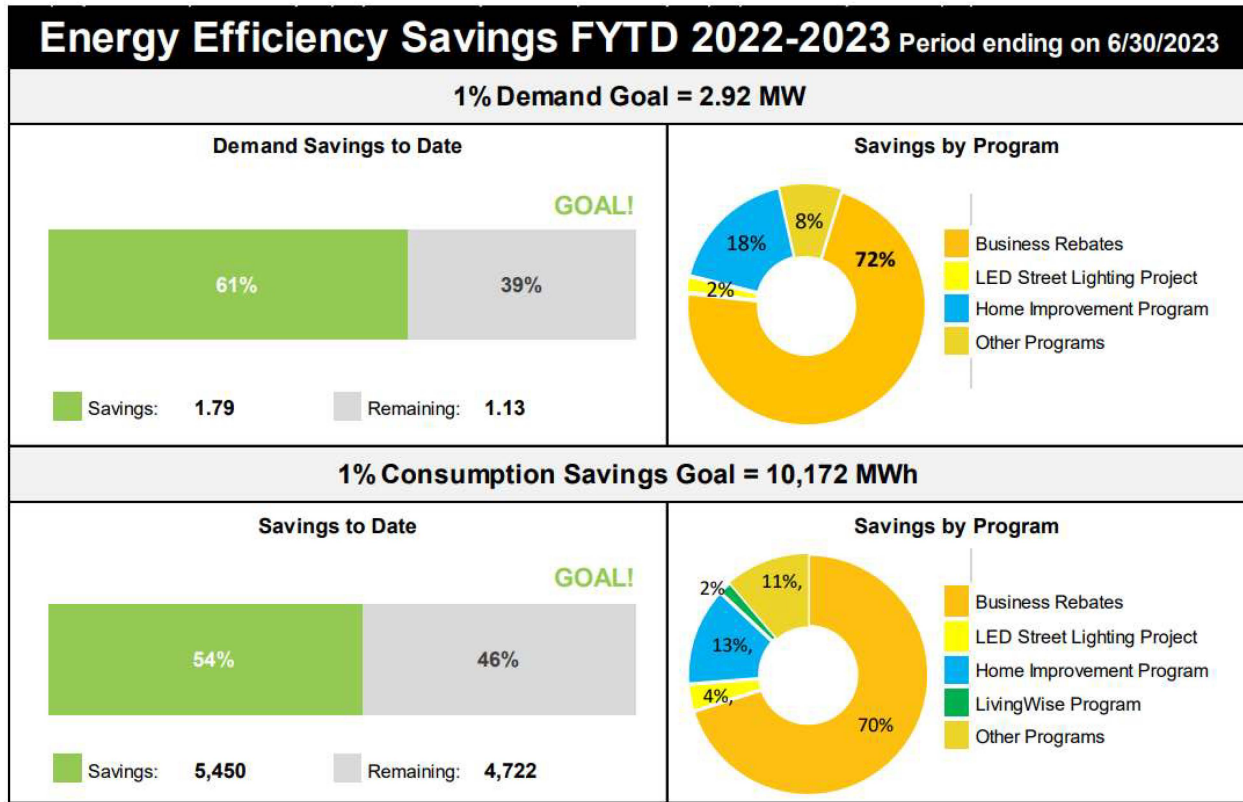 Energy Efficiency Savings FYTD 2022-2023 Period ending on 6/30/2023
1% Demand Goal = 2.92 MW
Demand Savings to Date
GOAL!
61%
39%
Savings: 1.79
Remaining: 1.13
Savings by Program
8%
18%
72%
2%
Business Rebates
LED Street Lighting Project
Home Improvement Program
Other Programs
1% Consumption Savings Goal = 10,172 MWh
Savings to Date
GOAL!
54%
46%
Savings: 5,450
Remaining: 4,722
Savings by Program
11%,
2%
13%,
4%,
70%
Business Rebates
LED Street Lighting Project
Home Improvement Program
LivingWise Program
Other Programs